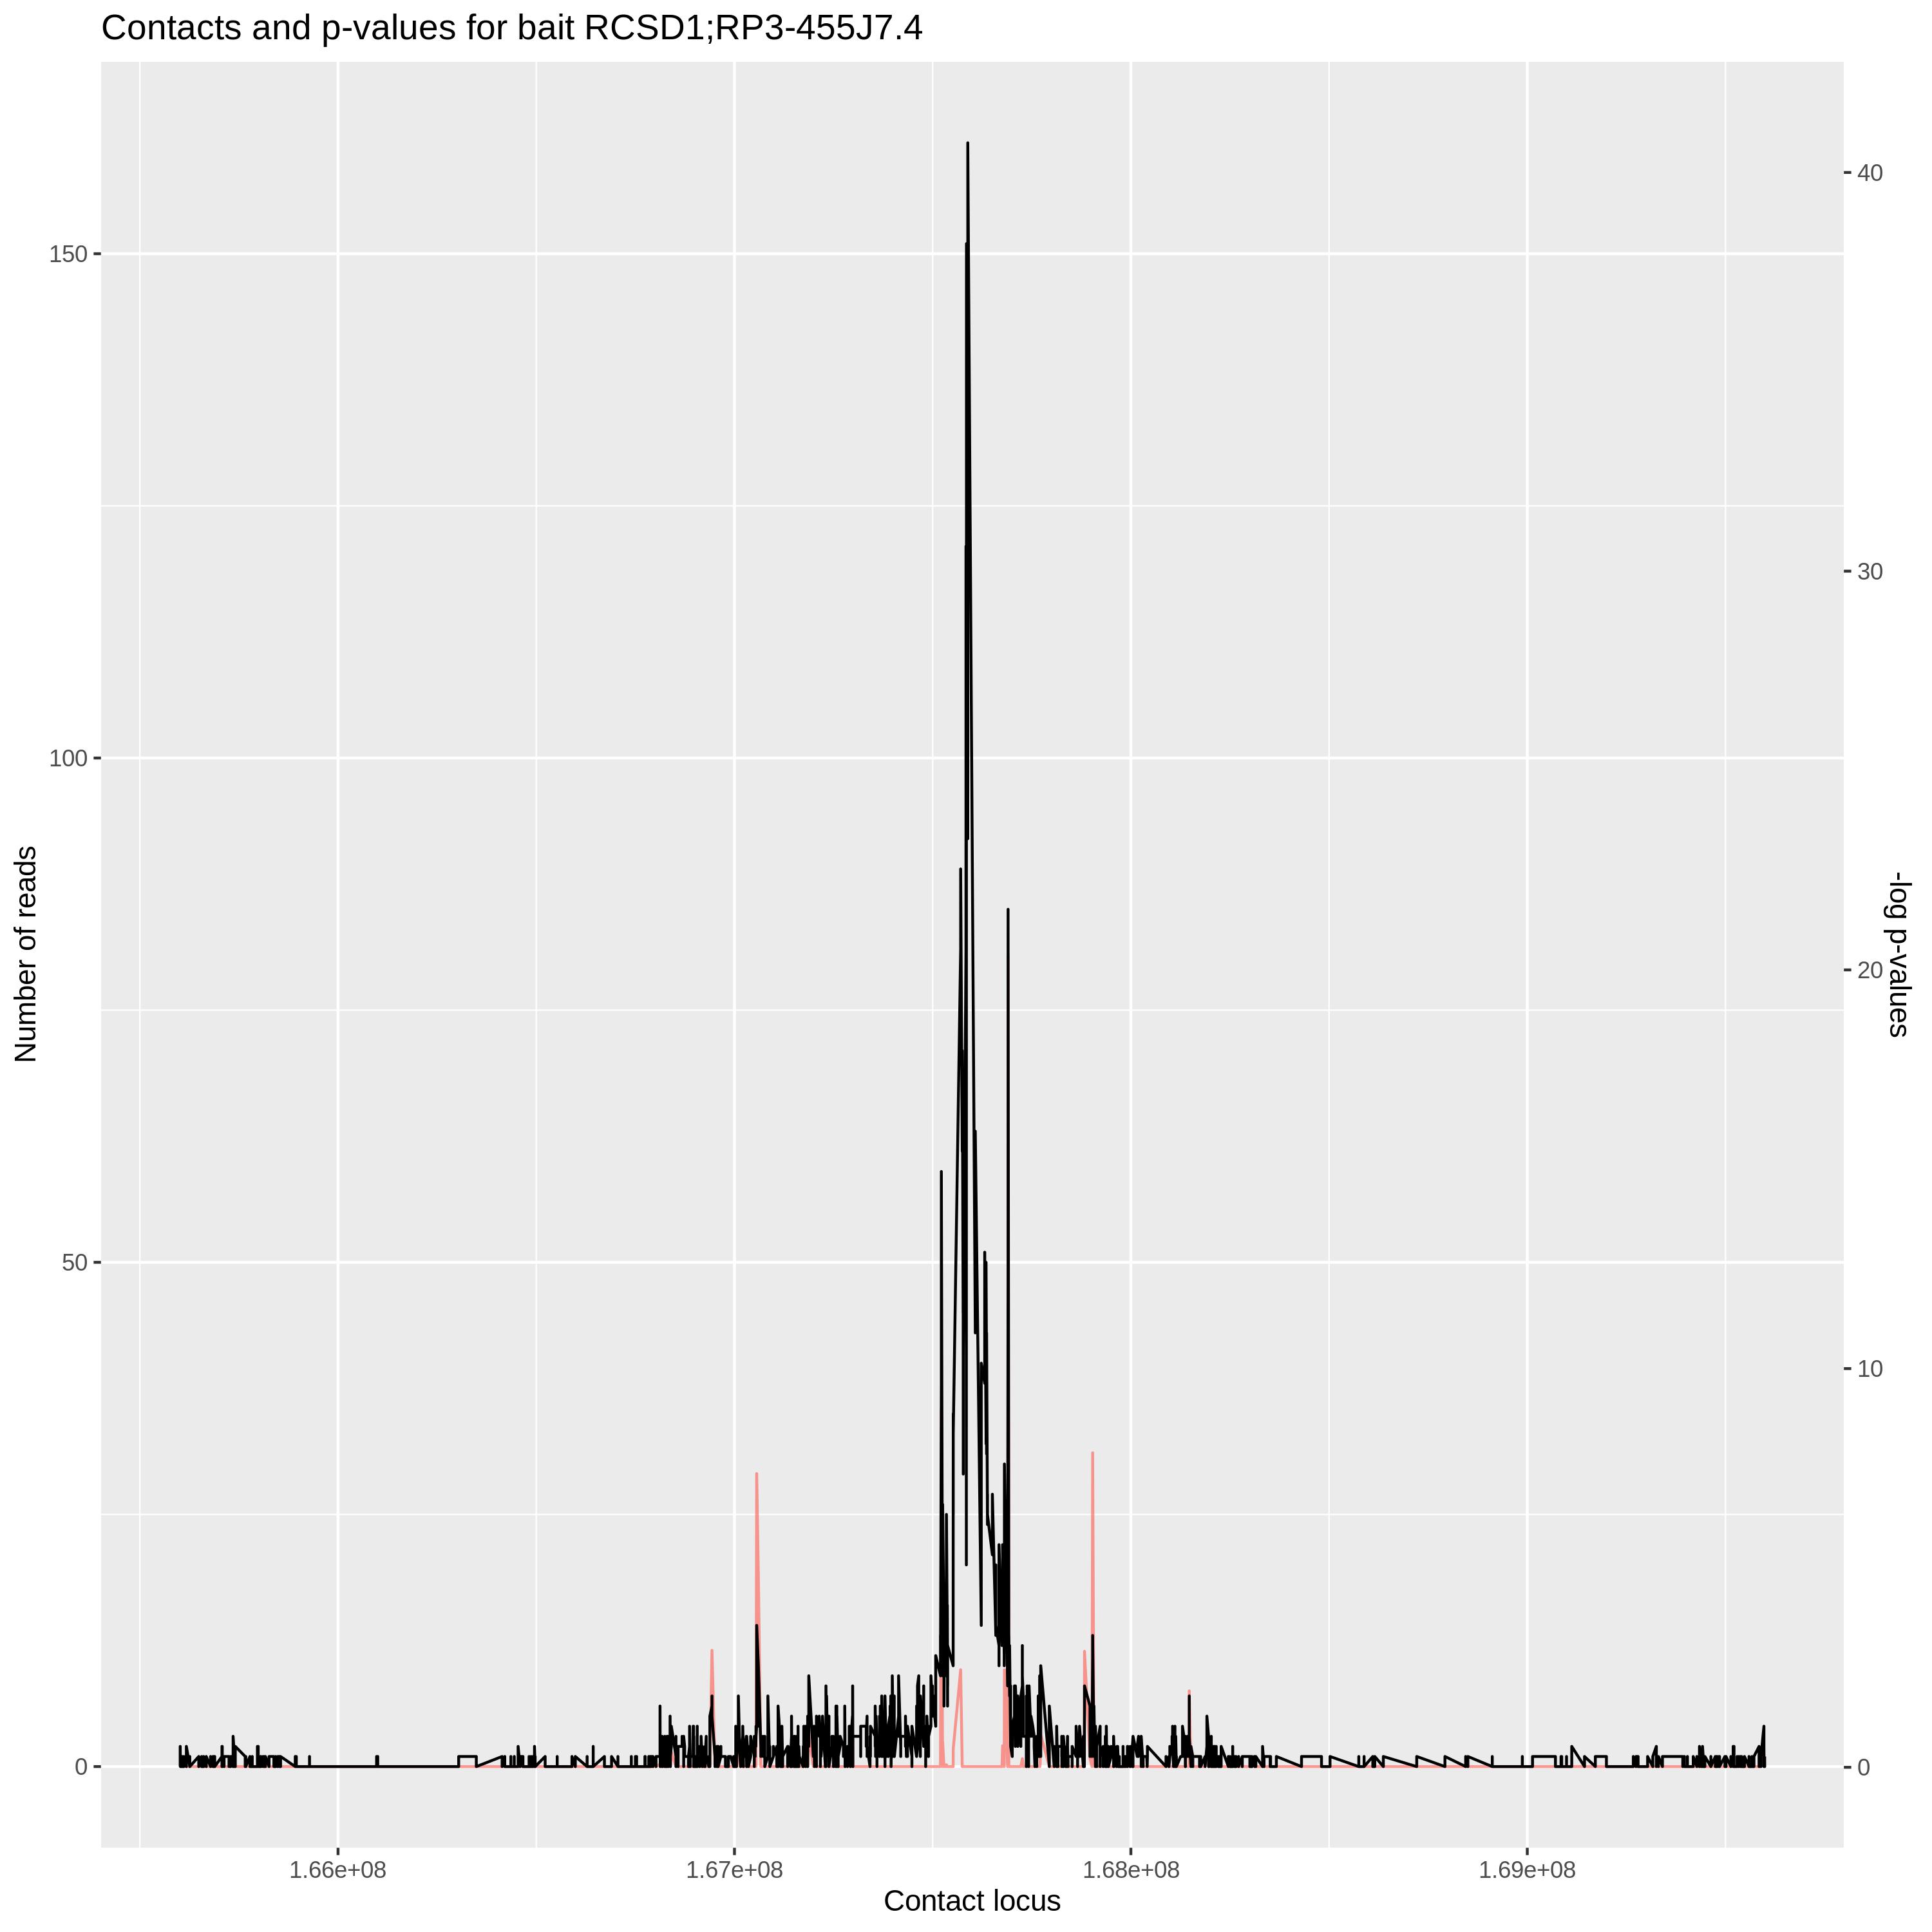 Contacts and p-values for bait RCSD1;RP3-455J7.4
150
100
50
0
Number of reads
40
30
20
10
0
-log p-values
1.66e+08
1.67e+08
1.68e+08
1.69e+08
Contact locus